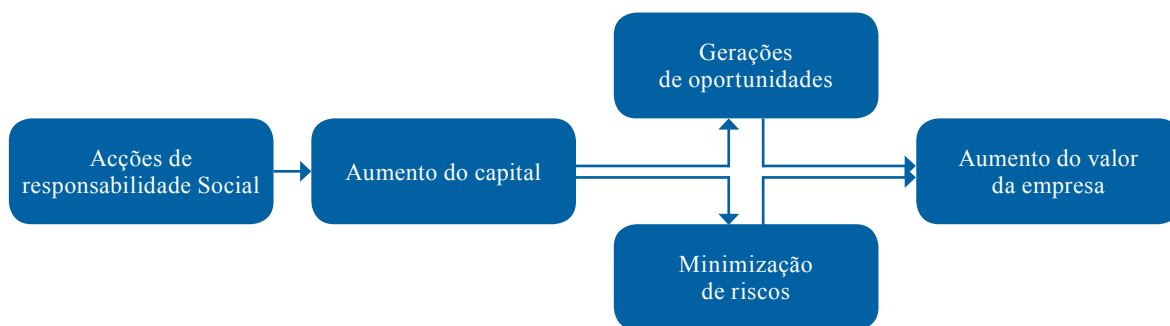 Acções de
responsabilidade Social
Aumento do capital
Gerações
de oportunidades
Minimização
de riscos
Aumento do valor
da empresa